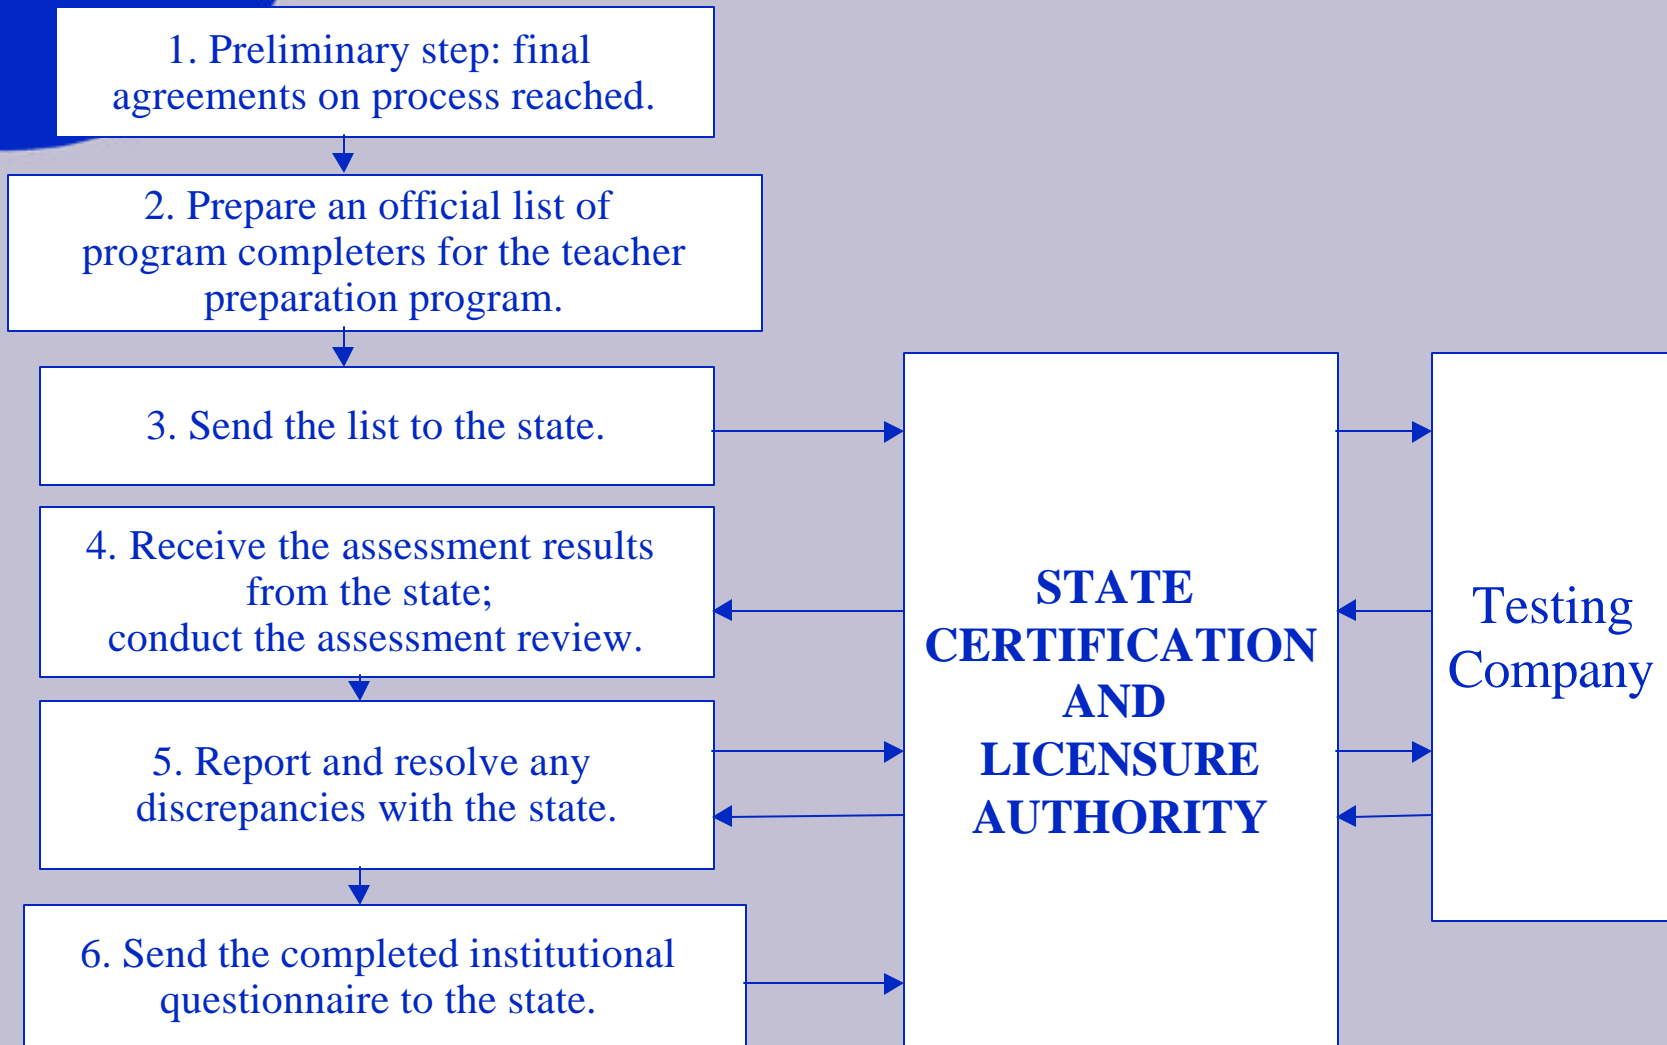 1. Preliminary step: final
agreements on process reached.
2. Prepare an official list of
program completers for the teacher
preparation program.
3. Send the list to the state.
4. Receive the assessment results
from the state;
conduct the assessment review.
5. Report and resolve any
discrepancies with the state.
6. Send the completed institutional
questionnaire to the state.
STATE
CERTIFICATION
AND
LICENSURE
AUTHORITY
Testing
Company